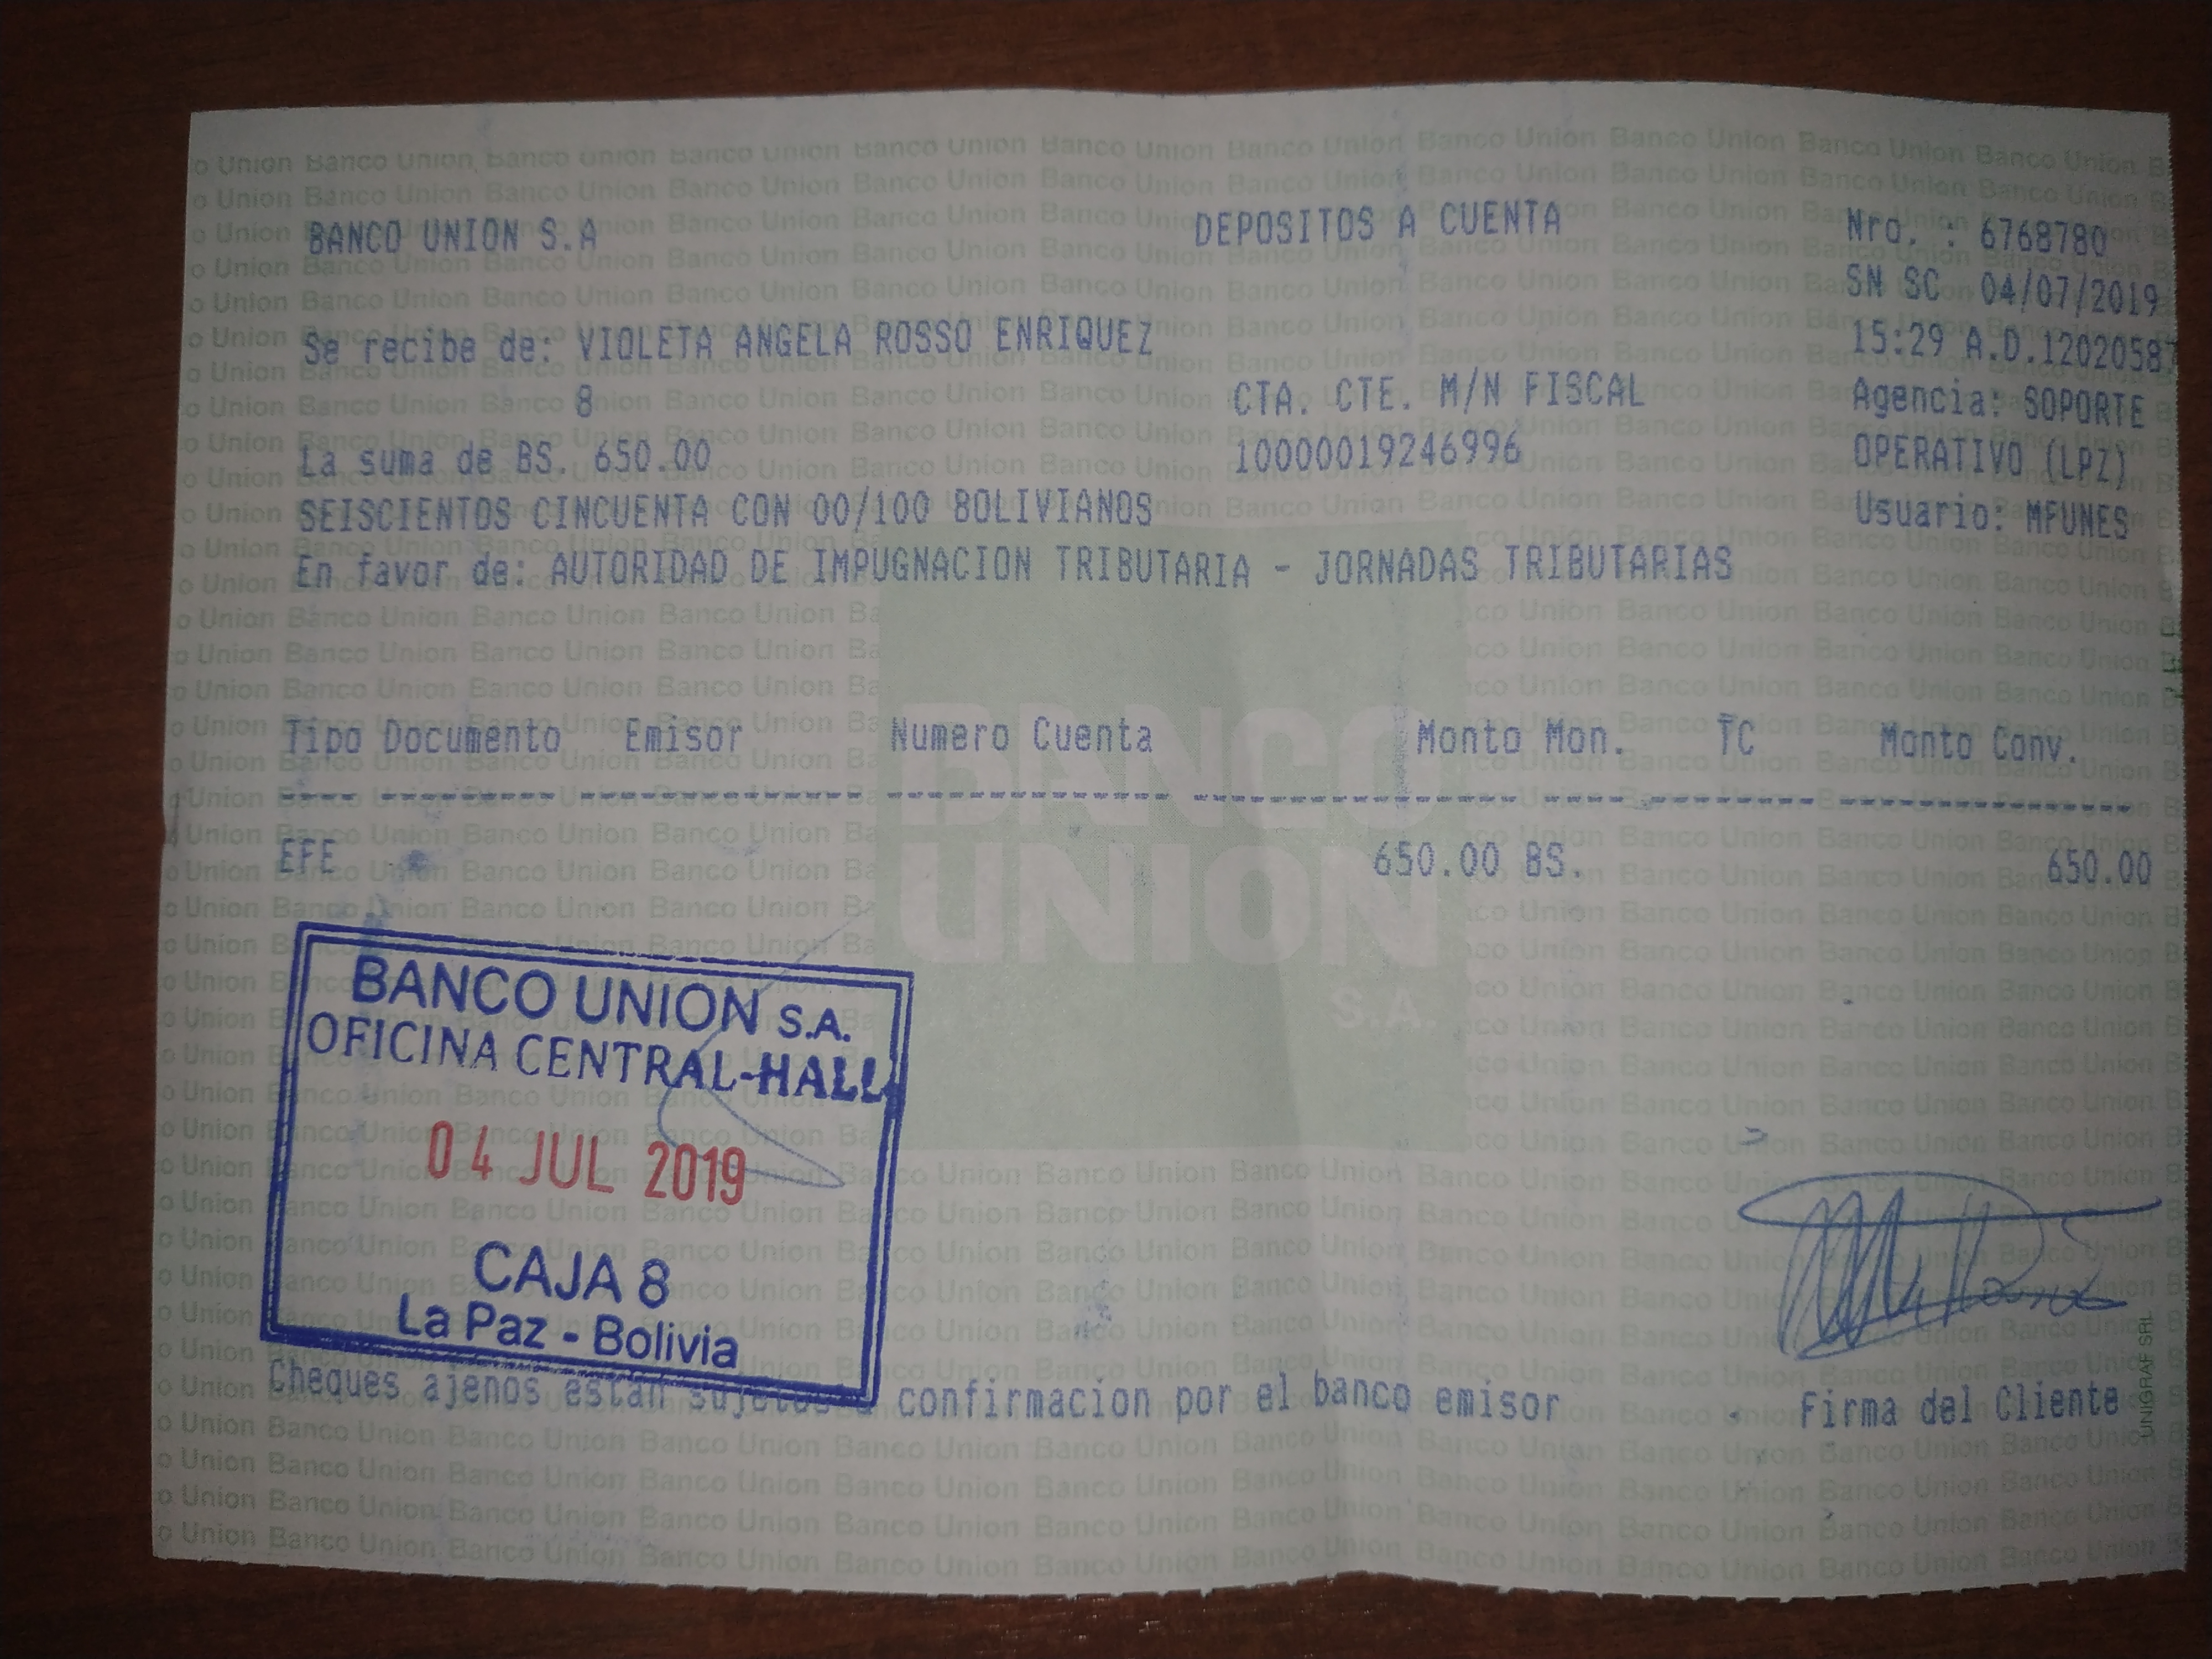 BANCO UNION S.A DEPOSITOS A CUENTA Nro. : 6768780
SN SC 04/07/2019
Se recibe de: VIOLETA ANGELA ROSSO ENRIQUEZ 15:29 A.D.1202058
8 CTA. CTE. M/N FISCAL Agencia: SOPORTE
La suma de BS. 650.00 10000019246996 OPERATIVO (LPZ)
SEISCIENTOS CINCUENTA CON 00/100 BOLIVIANOS Usuario: MFUNES
En favor de: AUTORIDAD DE IMPUGNACION TRIBUTARIA - JORNADAS TRIBUTARIAS
Tipo Documento Emisor Numero Cuenta Monto Mon. TC Monto Conv.
EFE 650.00 BS. 650.00
BANCO UNION S.A.
BANCO UNION S.A.
OFICINA CENTRAL-HALL
04 JUL 2019
CAJA 8
La Paz - Bolivia
Cheques ajenos estan sujetos a confirmacion por el banco emisor Firma del Cliente
UNIGRAF SRL